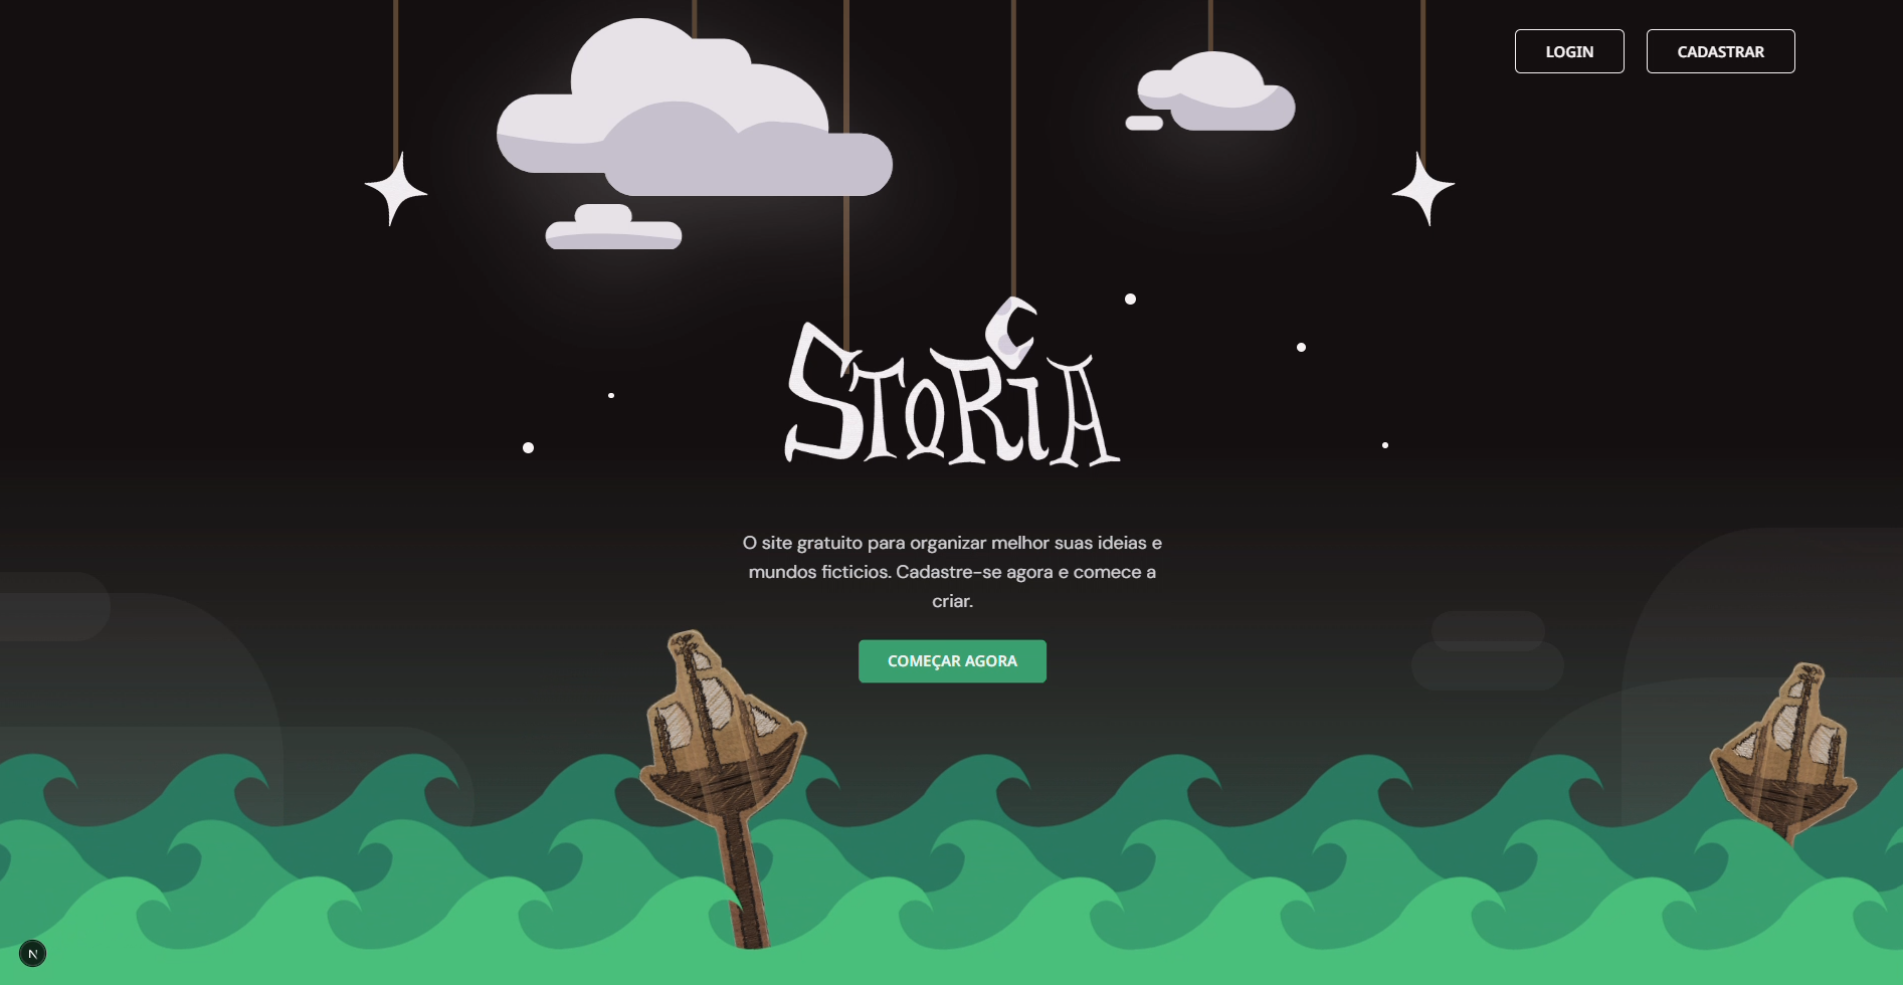 LOGIN
CADASTRAR
STORiA
O site gratuito para organizar melhor suas ideias e
mundos ficticios. Cadastre-se agora e comece a
criar.
COMEÇAR AGORA
N